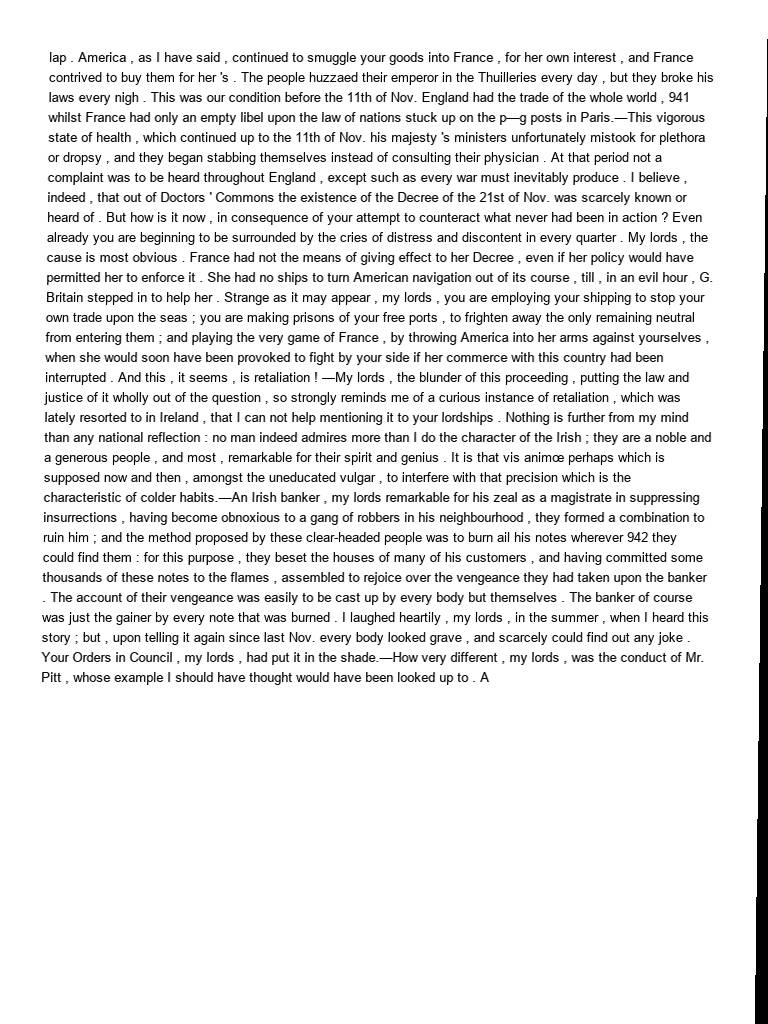 lap . America , as I have said , continued to smuggle your goods into France , for her own interest , and France
contrived to buy them for her 's . The people huzzaed their emperor in the Thuilleries every day , but they broke his
laws every nigh . This was our condition before the 11th of Nov. England had the trade of the whole world , 941
whilst France had only an empty libel upon the law of nations stuck up on the p—g posts in Paris.—This vigorous
state of health , which continued up to the 11th of Nov. his majesty 's ministers unfortunately mistook for plethora
or dropsy , and they began stabbing themselves instead of consulting their physician . At that period not a
complaint was to be heard throughout England , except such as every war must inevitably produce . I believe ,
indeed , that out of Doctors ' Commons the existence of the Decree of the 21st of Nov. was scarcely known or
heard of . But how is it now , in consequence of your attempt to counteract what never had been in action ? Even
already you are beginning to be surrounded by the cries of distress and discontent in every quarter . My lords , the
cause is most obvious . France had not the means of giving effect to her Decree , even if her policy would have
permitted her to enforce it . She had no ships to turn American navigation out of its course , till , in an evil hour , G.
Britain stepped in to help her . Strange as it may appear , my lords , you are employing your shipping to stop your
own trade upon the seas ; you are making prisons of your free ports , to frighten away the only remaining neutral
from entering them ; and playing the very game of France , by throwing America into her arms against yourselves ,
when she would soon have been provoked to fight by your side if her commerce with this country had been
interrupted . And this , it seems , is retaliation ! —My lords , the blunder of this proceeding , putting the law and
justice of it wholly out of the question , so strongly reminds me of a curious instance of retaliation , which was
lately resorted to in Ireland , that I can not help mentioning it to your lordships . Nothing is further from my mind
than any national reflection : no man indeed admires more than I do the character of the Irish ; they are a noble and
a generous people , and most , remarkable for their spirit and genius . It is that vis animœ perhaps which is
supposed now and then , amongst the uneducated vulgar , to interfere with that precision which is the
characteristic of colder habits.—An Irish banker , my lords remarkable for his zeal as a magistrate in suppressing
insurrections , having become obnoxious to a gang of robbers in his neighbourhood , they formed a combination to
ruin him ; and the method proposed by these clear-headed people was to burn ail his notes wherever 942 they
could find them : for this purpose , they beset the houses of many of his customers , and having committed some
thousands of these notes to the flames , assembled to rejoice over the vengeance they had taken upon the banker
. The account of their vengeance was easily to be cast up by every body but themselves . The banker of course
was just the gainer by every note that was burned . I laughed heartily , my lords , in the summer , when I heard this
story ; but , upon telling it again since last Nov. every body looked grave , and scarcely could find out any joke .
Your Orders in Council , my lords , had put it in the shade.—How very different , my lords , was the conduct of Mr.
Pitt , whose example I should have thought would have been looked up to . A